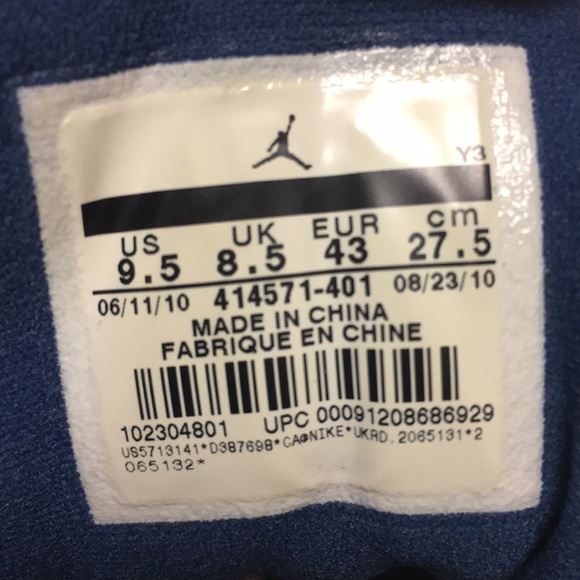 Y3
US UK EUR cm
9.5 8.5 43 27.5
06/11/10 414571-401 08/23/10
MADE IN CHINA
FABRIQUE EN CHINE
102304801 UPC 00091208686929
US5713141*D387698*CA@NIKE*UKRD.2065131*2
065132*